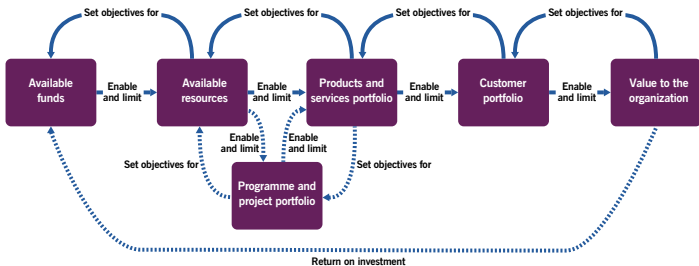 Set objectives for
Set objectives for
Set objectives for
Set objectives for
Available
funds
Enable
and limit
Available
resources
Enable
and limit
Products and
services portfolio
Enable
and limit
Customer
portfolio
Enable
and limit
Value to the
organization
Enable
and limit
Enable
and limit
Set objectives for
Set objectives for
Programme and
project portfolio
Return on investment